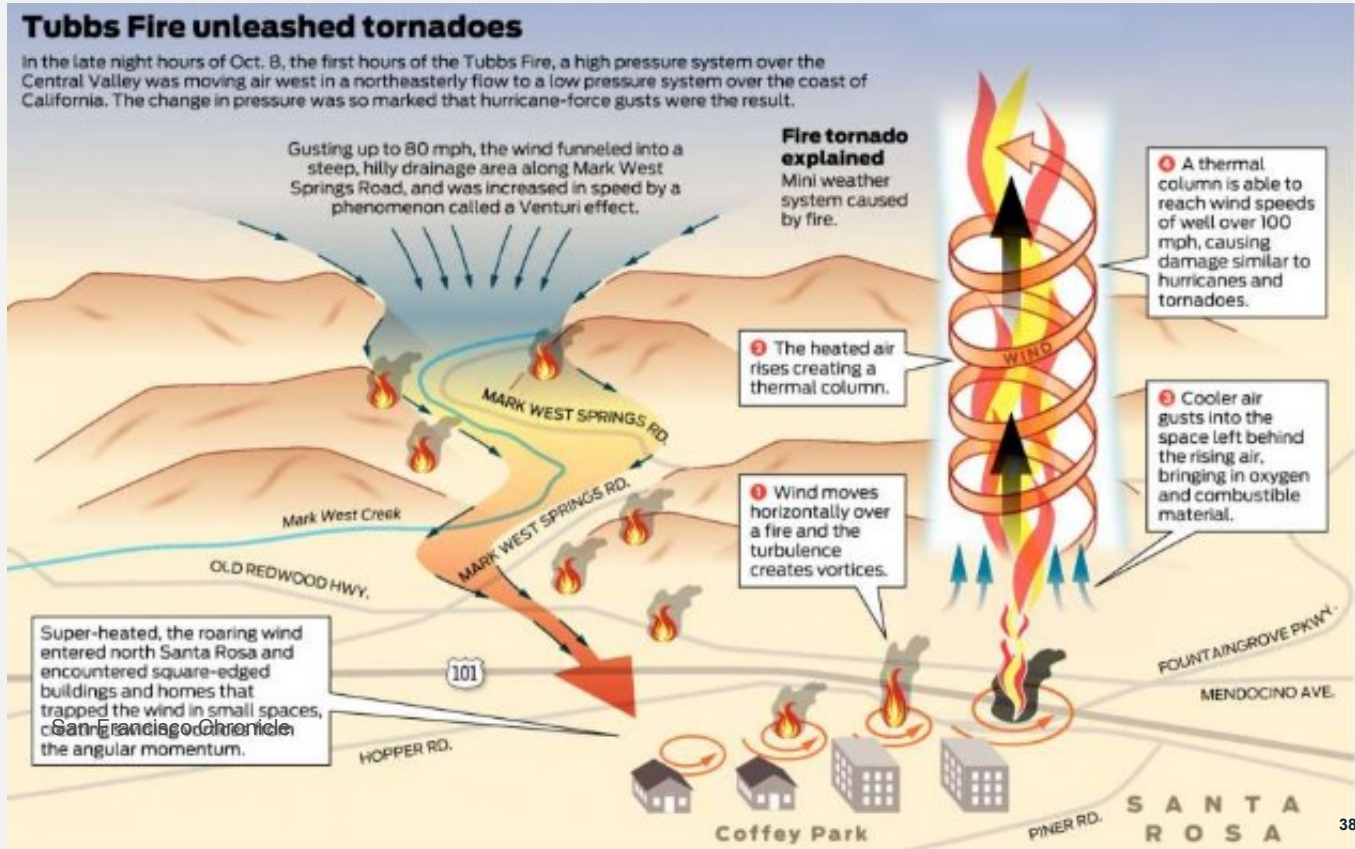 Tubbs Fire unleashed tornadoes
In the late night hours of Oct. 8, the first hours of the Tubbs Fire, a high pressure system over the
Central Valley was moving air west in a northeasterly flow to a low pressure system over the coast of
California. The change in pressure was so marked that hurricane-force gusts were the result.
Gusting up to 80 mph, the wind funneled into a
steep, hilly drainage area along Mark West
Springs Road, and was increased in speed by a
phenomenon called a Venturi effect.
Fire tornado
explained
Mini weather
system caused
by fire.
4 A thermal
column is able to
reach wind speeds
of well over 100
mph, causing
damage similar to
hurricanes and
tornadoes.
2 The heated air
rises creating a
thermal column.
WIND
3 Cooler air
gusts into the
space left behind
the rising air,
bringing in oxygen
and combustible
material.
1 Wind moves
horizontally over
a fire and the
turbulence
creates vortices.
MARK WEST SPRINGS RD.
MARK WEST SPRINGS RD.
Mark West Creek
OLD REDWOOD HWY.
Super-heated, the roaring wind
entered north Santa Rosa and
encountered square-edged
buildings and homes that
trapped the wind in small spaces,
San Francisco Chronicle
the angular momentum.
101
HOPPER RD.
FOUNTAINGROVE PKWY.
MENDOCINO AVE.
Coffey Park
PINER RD.
SANTA
ROSA
38